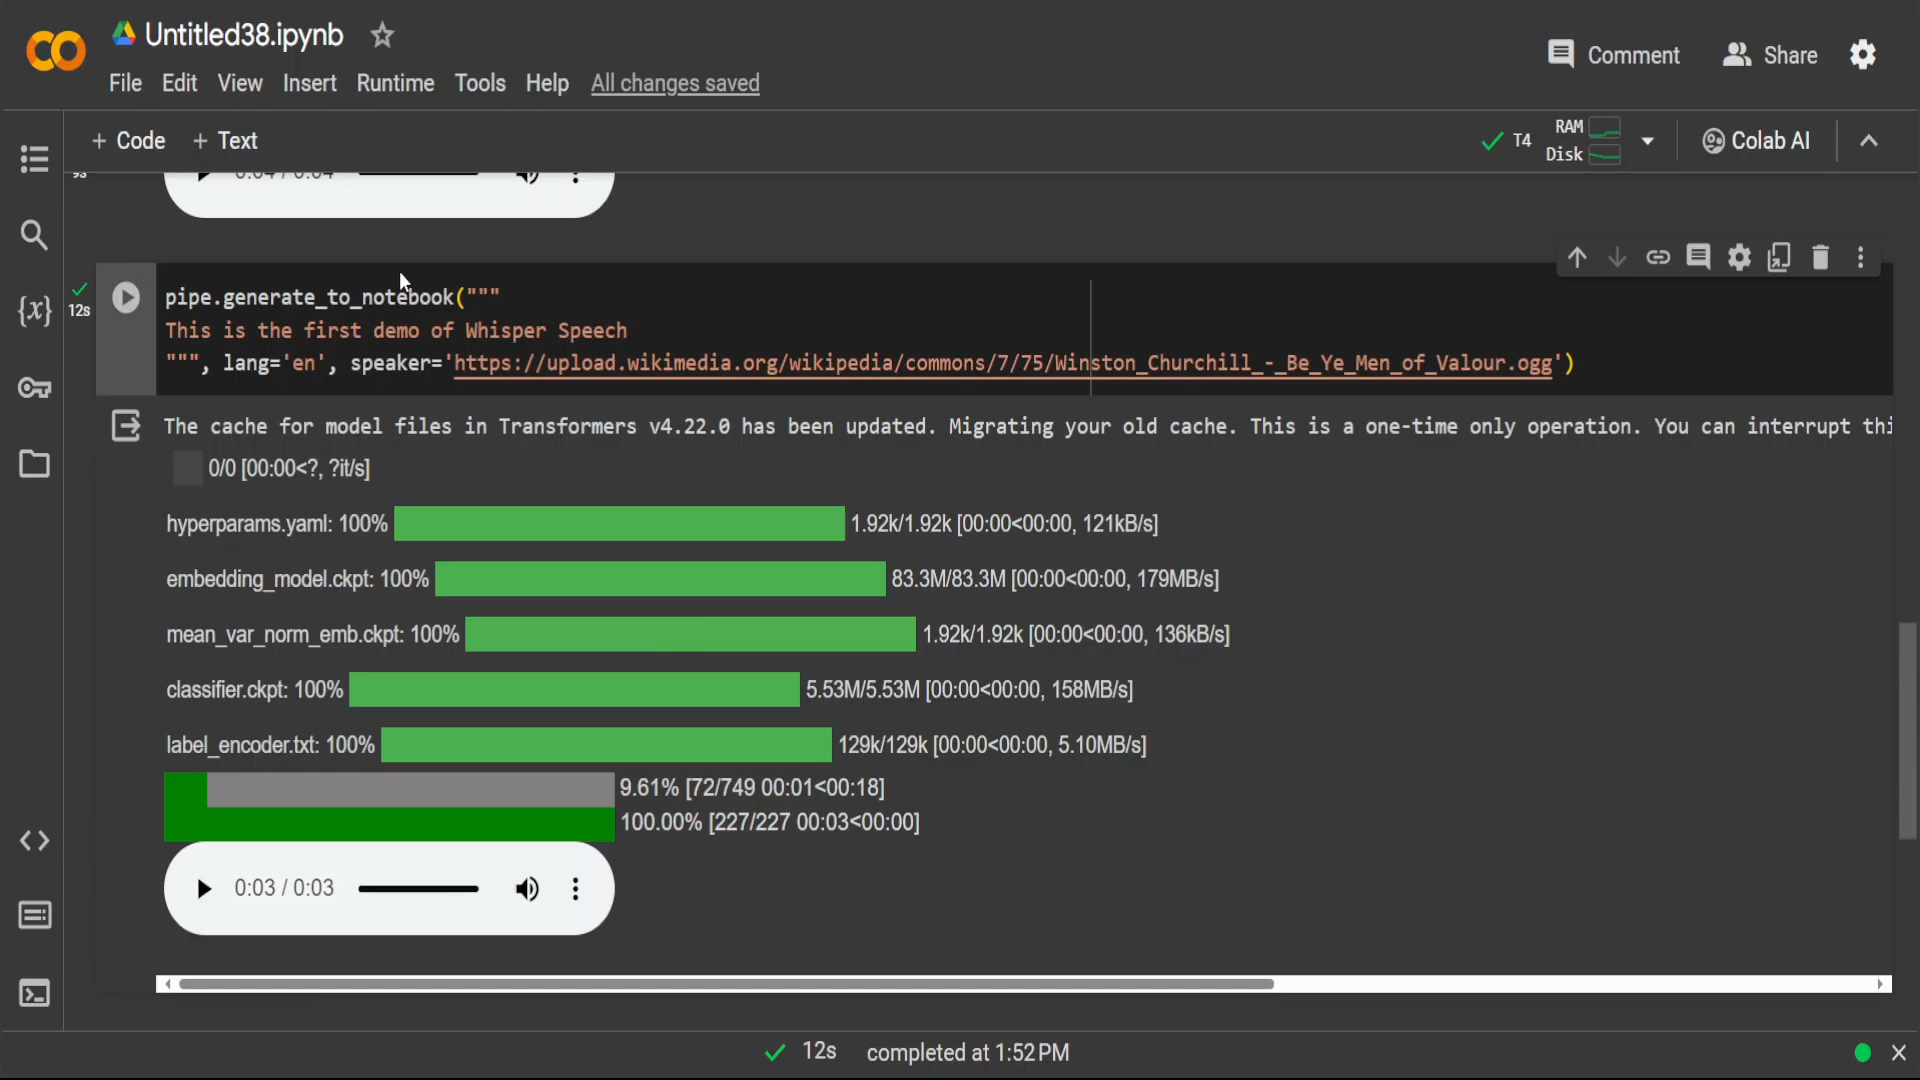 Untitled38.ipynb
Comment
Share
File Edit View Insert Runtime Tools Help All changes saved
+ Code + Text
T4
RAM
Disk
Colab AI
9s
0:04 / 0:04
12s
pipe.generate_to_notebook("""
This is the first demo of Whisper Speech
""", lang='en', speaker='https://upload.wikimedia.org/wikipedia/commons/7/75/Winston_Churchill_-_Be_Ye_Men_of_Valour.ogg')
The cache for model files in Transformers v4.22.0 has been updated. Migrating your old cache. This is a one-time only operation. You can interrupt thi
0/0 [00:00<?, ?it/s]
hyperparams.yaml: 100% 1.92k/1.92k [00:00<00:00, 121kB/s]
embedding_model.ckpt: 100% 83.3M/83.3M [00:00<00:00, 179MB/s]
mean_var_norm_emb.ckpt: 100% 1.92k/1.92k [00:00<00:00, 136kB/s]
classifier.ckpt: 100% 5.53M/5.53M [00:00<00:00, 158MB/s]
label_encoder.txt: 100% 129k/129k [00:00<00:00, 5.10MB/s]
9.61% [72/749 00:01<00:18]
100.00% [227/227 00:03<00:00]
0:03 / 0:03
12s completed at 1:52 PM